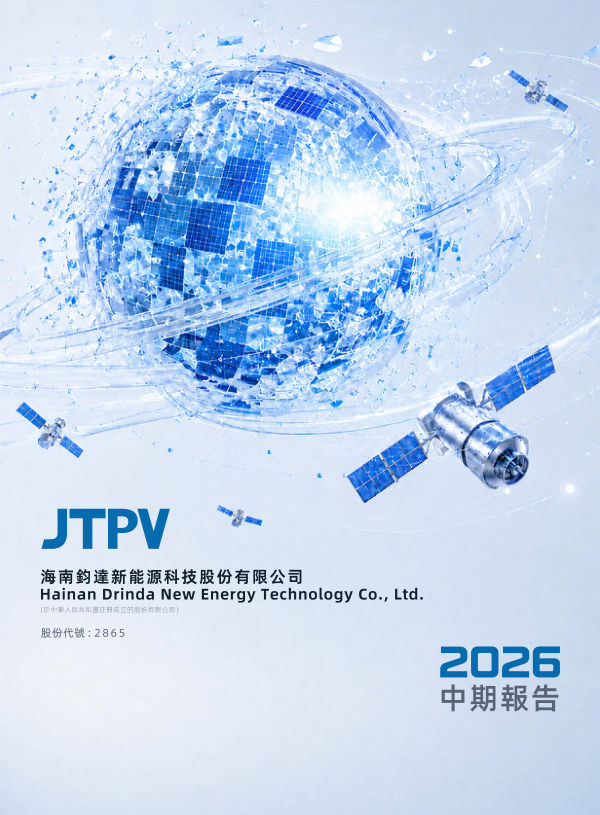 JTPV
海南鈞達新能源科技股份有限公司
Hainan Drinda New Energy Technology Co., Ltd.
(於中華人民共和國註冊成立的股份有限公司)
股份代號：2865
2026
中期報告